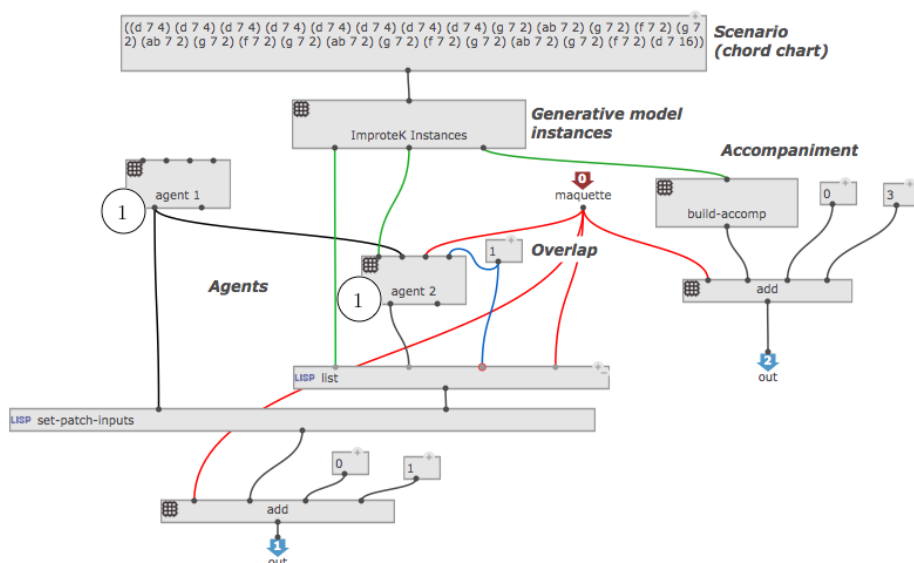 ((d 7 4) (d 7 4) (d 7 4) (d 7 4) (d 7 4) (d 7 4) (d 7 4) (g 7 2) (ab 7 2) (g 7 2) (f 7 2) (g 7
2) (ab 7 2) (g 7 2) (f 7 2) (g 7 2) (ab 7 2) (g 7 2) (f 7 2) (g 7 2) (ab 7 2) (g 7 2) (f 7 2) (d 7 16))
Scenario
(chord chart)
ImproteK Instances
Generative model
instances
Accompaniment
agent 1
1
0
maquette
build-accomp
0
3
1
Overlap
agent 2
1
Agents
add
2
out
LISP list
LISP set-patch-inputs
0
1
add
1
out